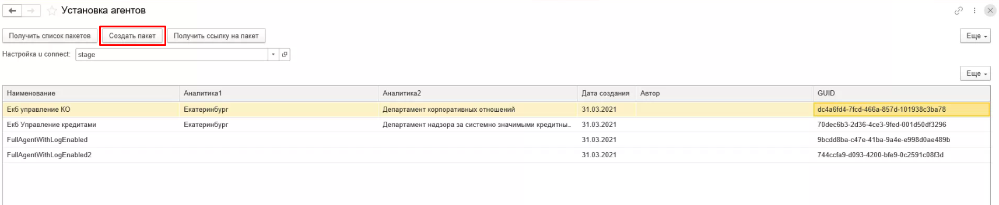 Установка агентов
Получить список пакетов Создать пакет Получить ссылку на пакет Еще
Настройка u connect: stage
Еще
Наименование Аналитика1 Аналитика2 Дата создания Автор GUID
Екб управление КО Екатеринбург Департамент корпоративных отношений 31.03.2021 dc4a6fd4-7fcd-466a-857d-101938c3ba78
Екб Управление кредитами Екатеринбург Департамент надзора за системно значимыми кредитны... 31.03.2021 70dec6b3-2d36-4ce3-9fed-001d50df3296
FullAgentWithLogEnabled 31.03.2021 9bcdd8ba-c47e-41ba-9a4e-e998d0ae489b
FullAgentWithLogEnabled2 31.03.2021 744ccfa9-d093-4200-bfe9-0c2591c08f3d